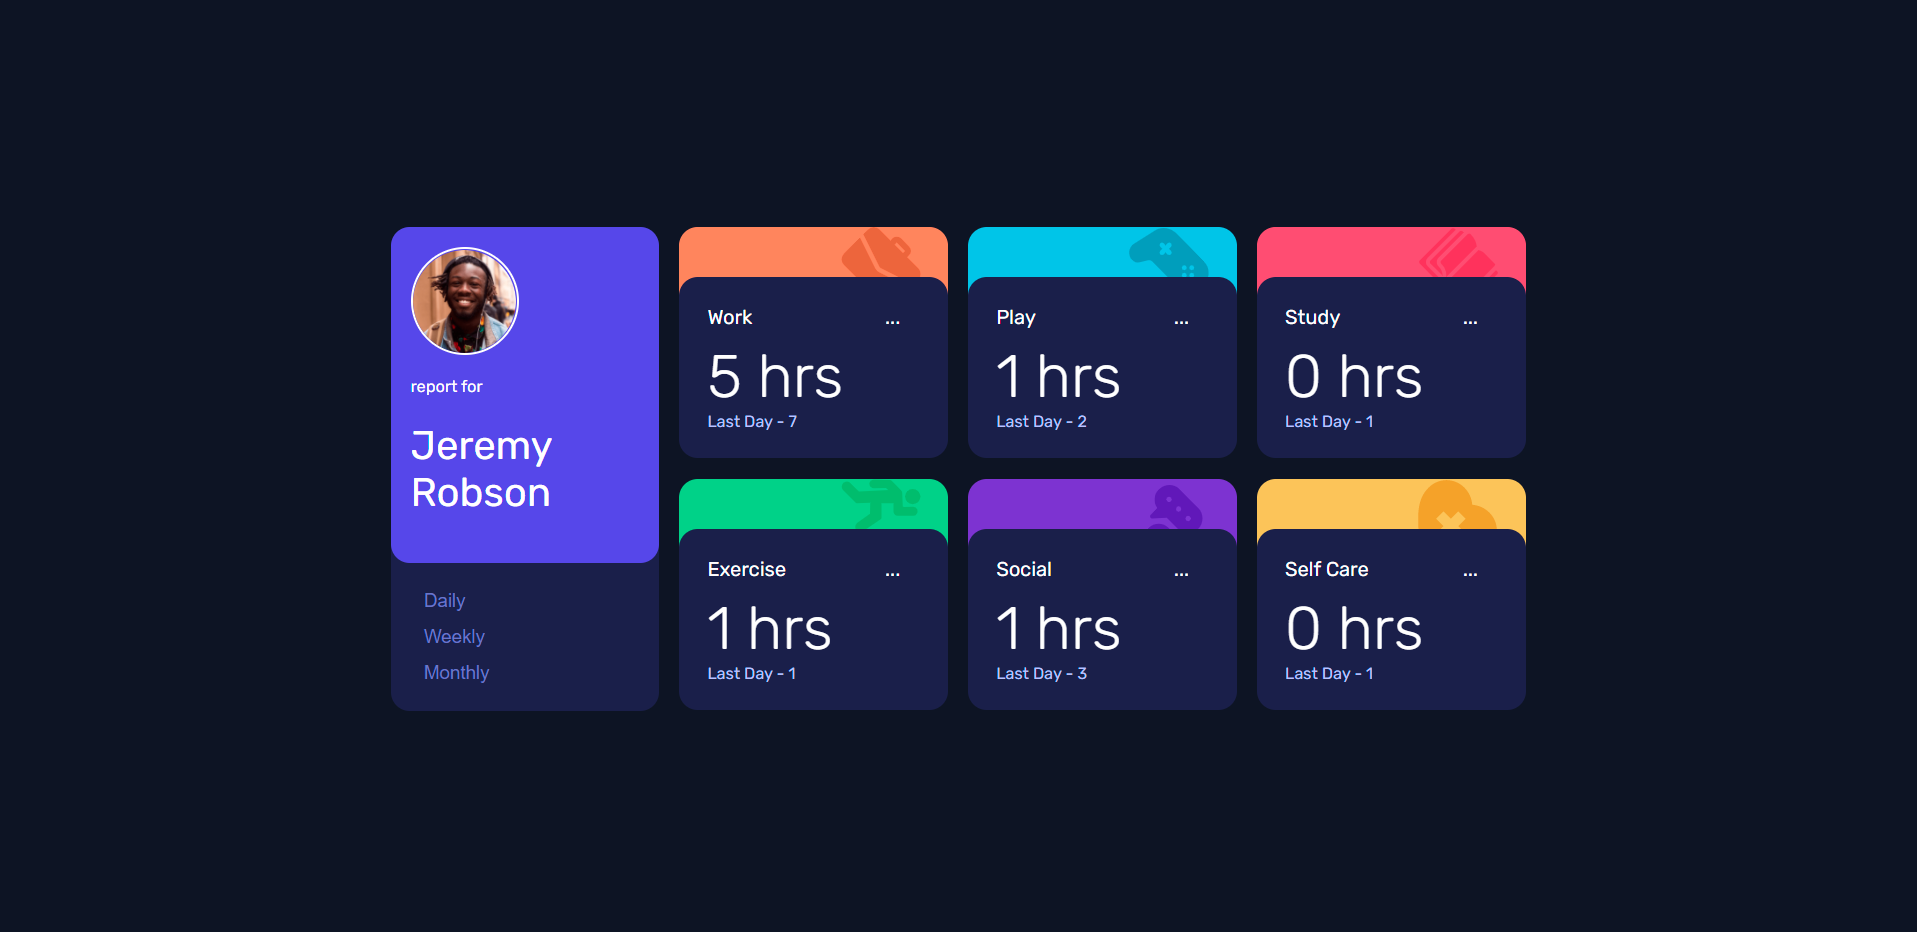 report for
Jeremy
Robson
Daily
Weekly
Monthly
Work ...
5 hrs
Last Day - 7
Play ...
1 hrs
Last Day - 2
Study ...
0 hrs
Last Day - 1
Exercise ...
1 hrs
Last Day - 1
Social ...
1 hrs
Last Day - 3
Self Care ...
0 hrs
Last Day - 1